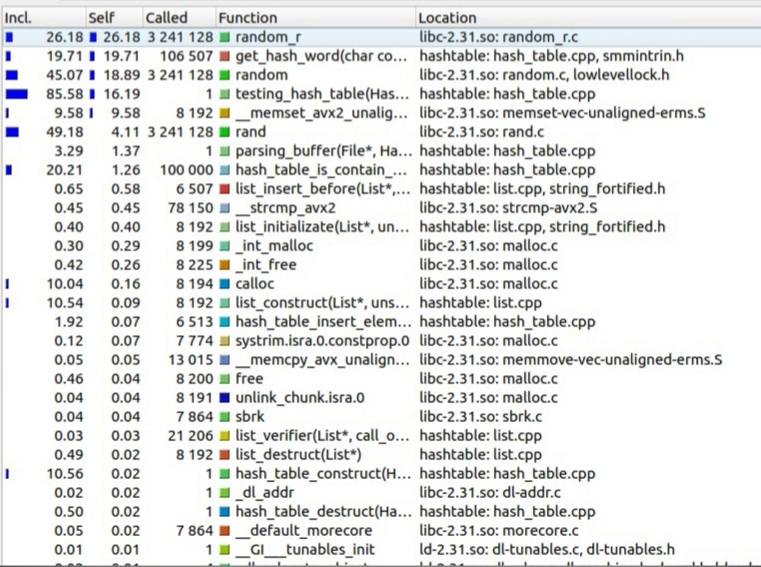 Incl. Self Called Function Location
26.18 26.18 3 241 128 random_r libc-2.31.so: random_r.c
19.71 19.71 106 507 get_hash_word(char co... hashtable: hash_table.cpp, smmintrin.h
45.07 18.89 3 241 128 random libc-2.31.so: random.c, lowlevellock.h
85.58 16.19 1 testing_hash_table(Has... hashtable: hash_table.cpp
9.58 9.58 8 192 __memset_avx2_unalig... libc-2.31.so: memset-vec-unaligned-erms.S
49.18 4.11 3 241 128 rand libc-2.31.so: rand.c
3.29 1.37 1 parsing_buffer(File*, Ha... hashtable: hash_table.cpp
20.21 1.26 100 000 hash_table_is_contain_... hashtable: hash_table.cpp
0.65 0.58 6 507 list_insert_before(List*,... hashtable: list.cpp, string_fortified.h
0.45 0.45 78 150 __strcmp_avx2 libc-2.31.so: strcmp-avx2.S
0.40 0.40 8 192 list_initializate(List*, un... hashtable: list.cpp, string_fortified.h
0.30 0.29 8 199 _int_malloc libc-2.31.so: malloc.c
0.42 0.26 8 225 _int_free libc-2.31.so: malloc.c
10.04 0.16 8 194 calloc libc-2.31.so: malloc.c
10.54 0.09 8 192 list_construct(List*, uns... hashtable: list.cpp
1.92 0.07 6 513 hash_table_insert_elem... hashtable: hash_table.cpp
0.12 0.07 7 774 systrim.isra.0.constprop.0 libc-2.31.so: malloc.c
0.05 0.05 13 015 __memcpy_avx_unalign... libc-2.31.so: memmove-vec-unaligned-erms.S
0.46 0.04 8 200 free libc-2.31.so: malloc.c
0.04 0.04 8 191 unlink_chunk.isra.0 libc-2.31.so: malloc.c
0.04 0.04 7 864 sbrk libc-2.31.so: sbrk.c
0.03 0.03 21 206 list_verifier(List*, call_o... hashtable: list.cpp
0.49 0.02 8 192 list_destruct(List*) hashtable: list.cpp
10.56 0.02 1 hash_table_construct(H... hashtable: hash_table.cpp
0.02 0.02 1 _dl_addr libc-2.31.so: dl-addr.c
0.50 0.02 1 hash_table_destruct(Ha... hashtable: hash_table.cpp
0.05 0.02 7 864 __default_morecore libc-2.31.so: morecore.c
0.01 0.01 1 __GI___tunables_init ld-2.31.so: dl-tunables.c, dl-tunables.h